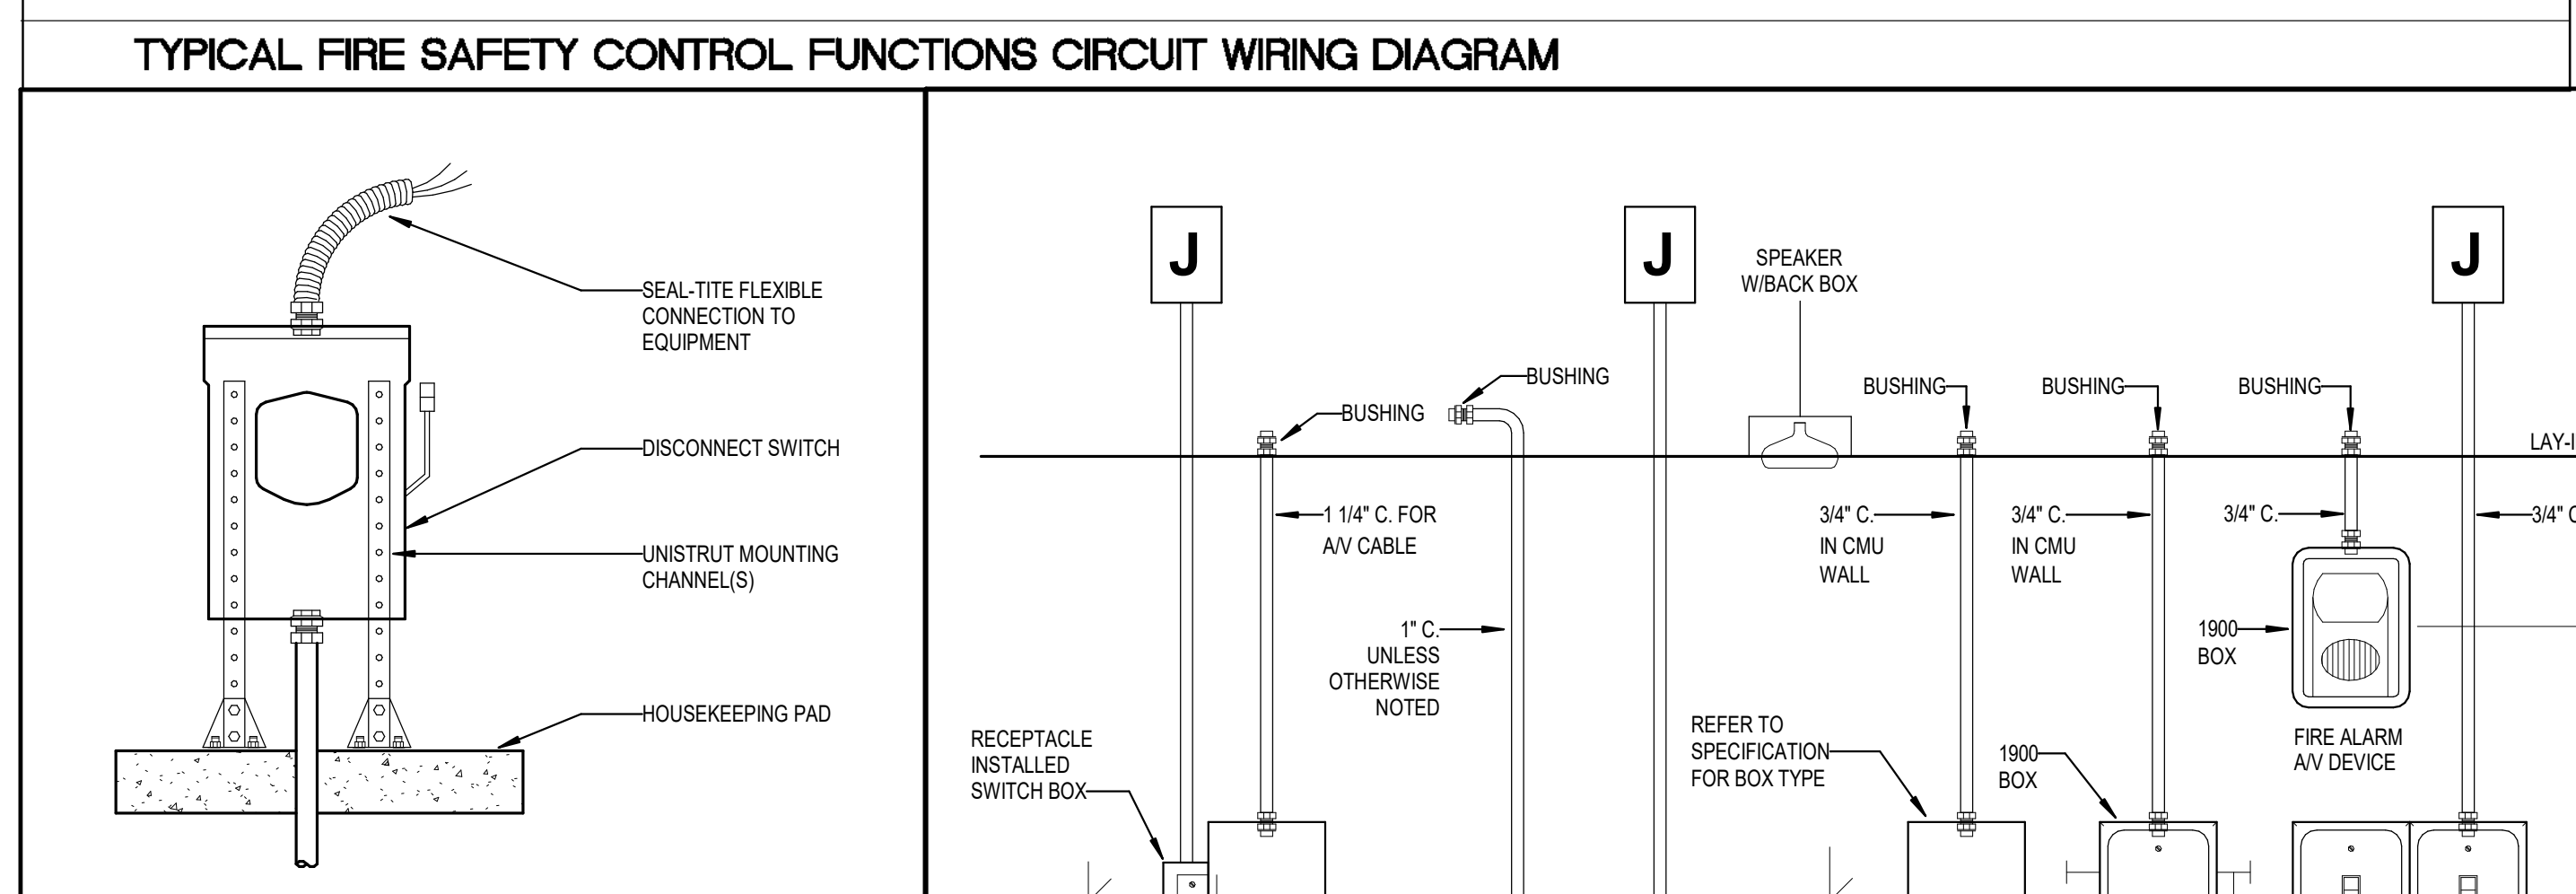 TYPICAL FIRE SAFETY CONTROL FUNCTIONS CIRCUIT WIRING DIAGRAM
SEAL-TITE FLEXIBLE
CONNECTION TO
EQUIPMENT
DISCONNECT SWITCH
UNISTRUT MOUNTING
CHANNEL(S)
HOUSEKEEPING PAD
J
J
J
SPEAKER
W/BACK BOX
BUSHING
BUSHING
BUSHING
BUSHING
BUSHING
LAY-I
1 1/4" C. FOR
A/V CABLE
1" C.
UNLESS
OTHERWISE
NOTED
3/4" C.
IN CMU
WALL
3/4" C.
IN CMU
WALL
3/4" C.
3/4" C
1900
BOX
FIRE ALARM
A/V DEVICE
RECEPTACLE
INSTALLED
SWITCH BOX
REFER TO
SPECIFICATION
FOR BOX TYPE
1900
BOX